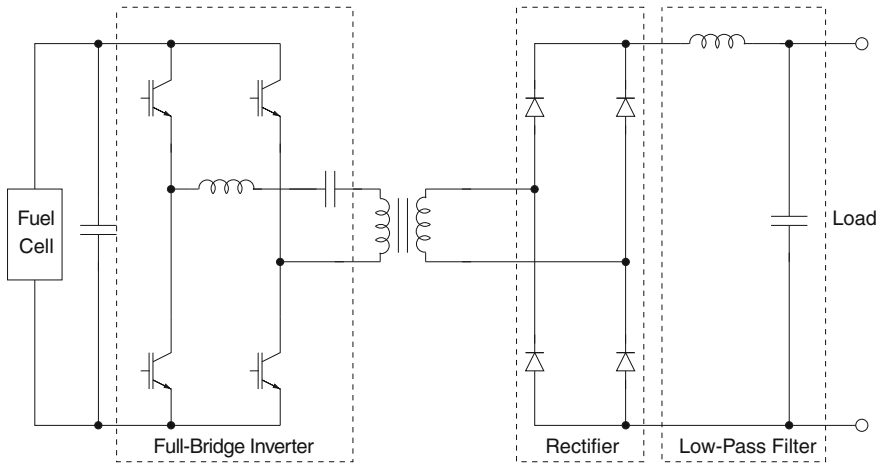 Fuel
Cell
Load
Full-Bridge Inverter
Rectifier
Low-Pass Filter